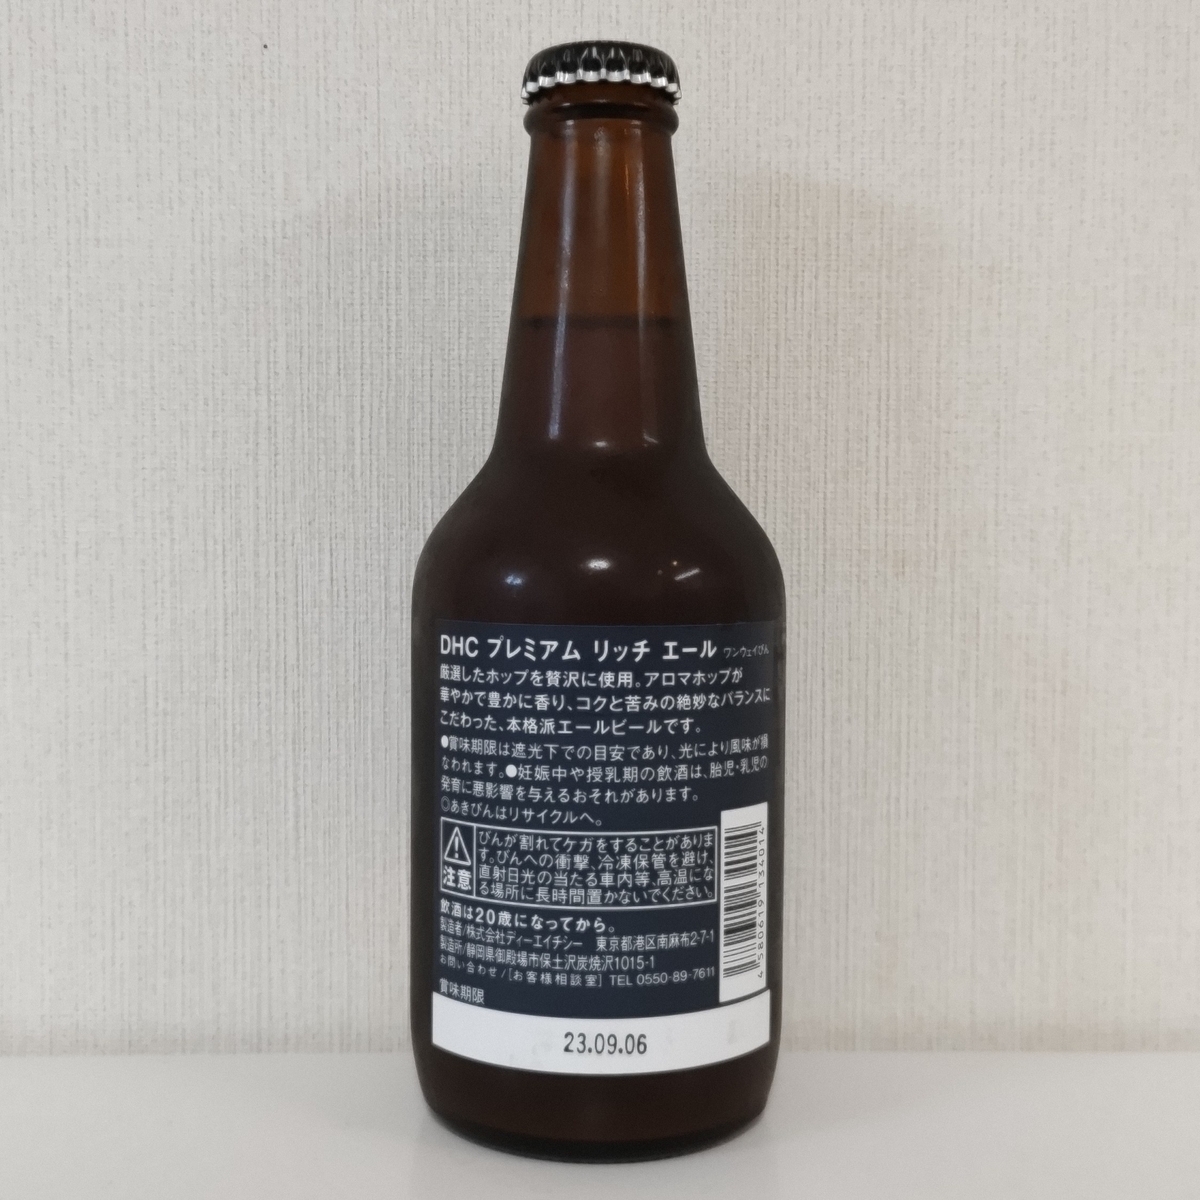 DHC プレミアム リッチ エール ワンウェイびん
厳選したホップを贅沢に使用。アロマホップが
華やかで豊かに香り、コクと苦みの絶妙なバランスに
こだわった、本格派エールビールです。
●賞味期限は遮光下での目安であり、光により風味が損
なわれます。●妊娠中や授乳期の飲酒は、胎児・乳児の
発育に悪影響を与えるおそれがあります。
◎あきびんはリサイクルへ。
注意
びんが割れてケガをすることがありま
す。びんへの衝撃、冷凍保管を避け、
直射日光の当たる車内等、高温にな
る場所に長時間置かないでください。
飲酒は20歳になってから。
製造者/株式会社ディーエイチシー 東京都港区南麻布2-7-1
製造所/静岡県御殿場市保土沢炭焼沢1015-1
お問い合わせ/[お客様相談室] TEL 0550-89-7611
賞味期限
4580619134014
23.09.06